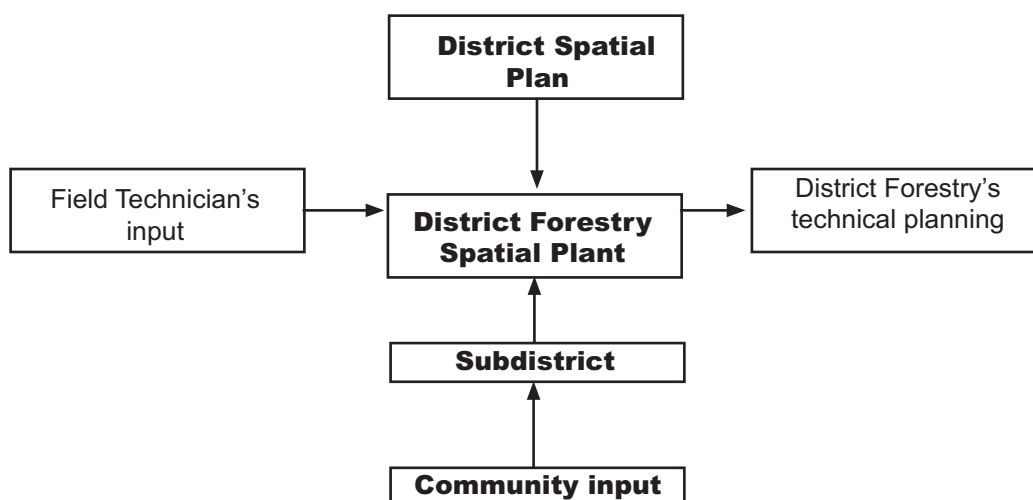 District Spatial
Plan
Field Technician's
input
District Forestry
Spatial Plant
District Forestry's
technical planning
Subdistrict
Community input